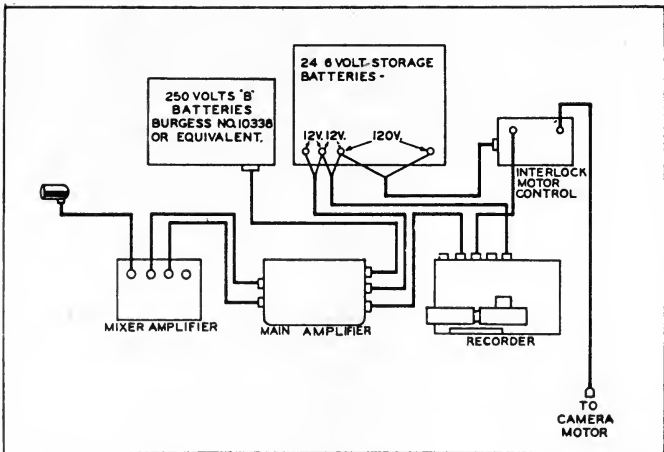 250 VOLTS "B"
BATTERIES
BURGESS NO.10338
OR EQUIVALENT.
24 6 VOLT-STORAGE
BATTERIES -
12V. 12V. 120V.
INTERLOCK
MOTOR
CONTROL
MIXER AMPLIFIER
MAIN AMPLIFIER
RECORDER
TO
CAMERA
MOTOR